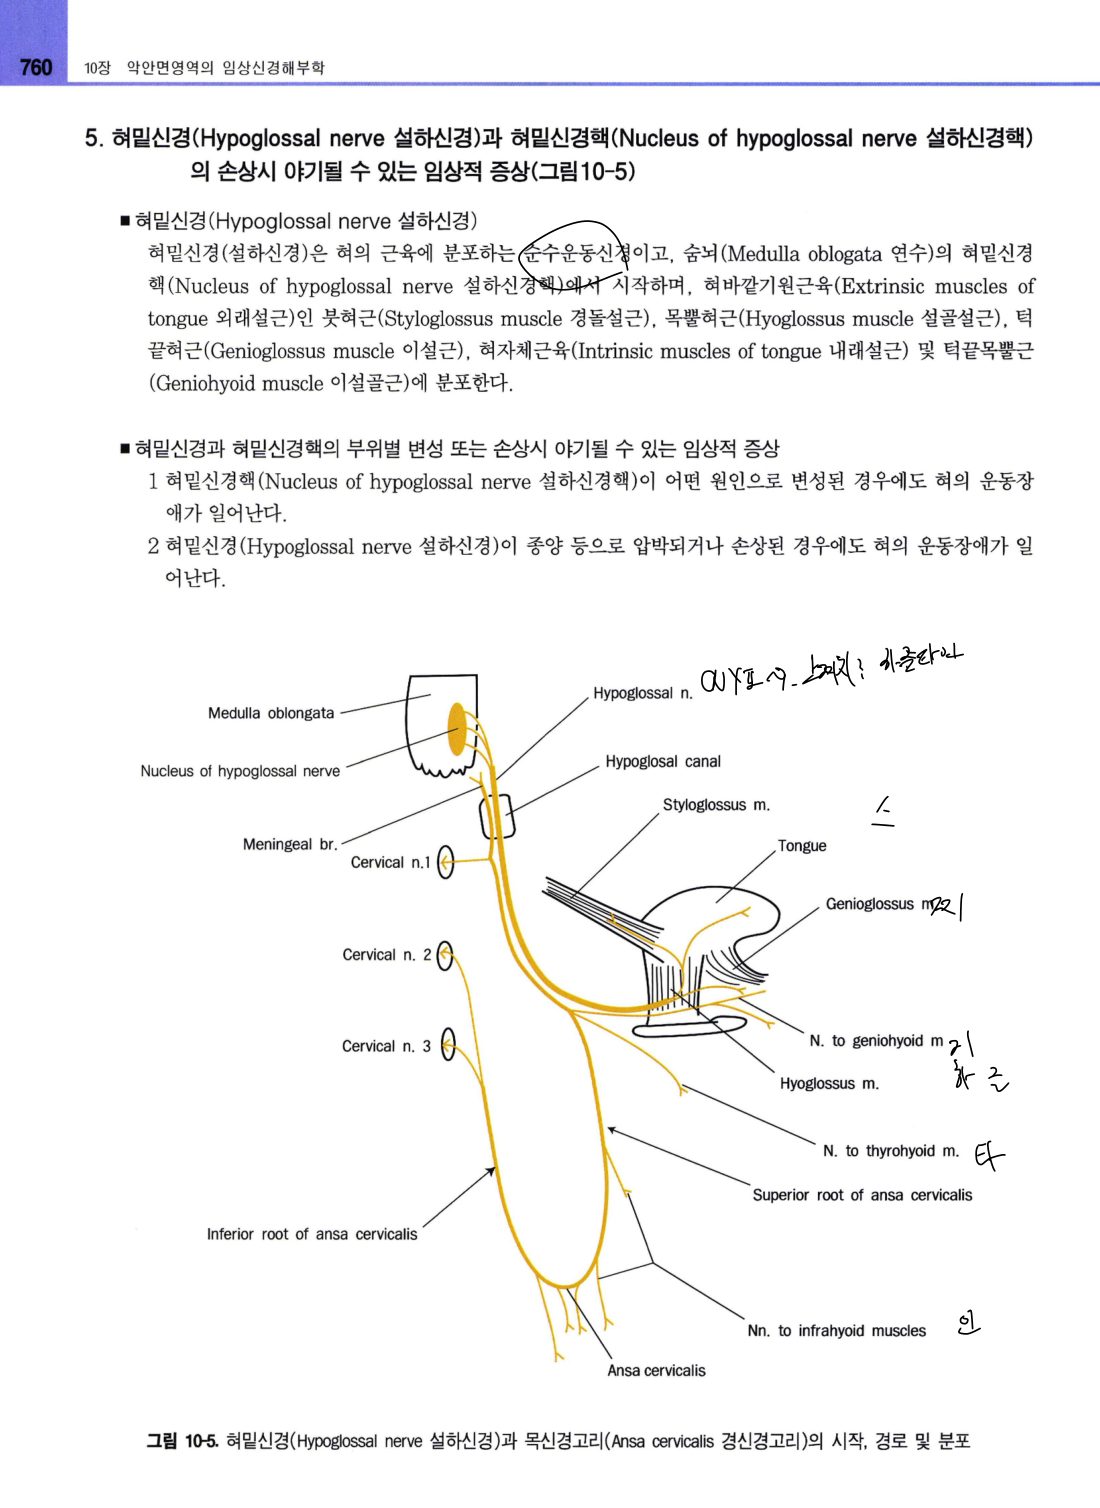 760 10장 악안면영역의 임상신경해부학
5. 혀밑신경(Hypoglossal nerve 설하신경)과 혀밑신경핵(Nucleus of hypoglossal nerve 설하신경핵)
의 손상시 야기될 수 있는 임상적 증상(그림10-5)
■ 혀밑신경(Hypoglossal nerve 설하신경)
혀밑신경(설하신경)은 혀의 근육에 분포하는 순수운동신경이고, 숨뇌(Medulla oblogata 연수)의 혀밑신경
핵(Nucleus of hypoglossal nerve 설하신경핵)에서 시작하며, 혀바깥기원근육(Extrinsic muscles of
tongue 외래설근)인 붓혀근(Styloglossus muscle 경돌설근), 목뿔혀근(Hyoglossus muscle 설골설근), 턱
끝혀근(Genioglossus muscle 이설근), 혀자체근육(Intrinsic muscles of tongue 내래설근) 및 턱끝목뿔근
(Geniohyoid muscle 이설골근)에 분포한다.
■ 혀밑신경과 혀밑신경핵의 부위별 변성 또는 손상시 야기될 수 있는 임상적 증상
1 혀밑신경핵(Nucleus of hypoglossal nerve 설하신경핵)이 어떤 원인으로 변성된 경우에도 혀의 운동장
애가 일어난다.
2 혀밑신경(Hypoglossal nerve 설하신경)이 종양 등으로 압박되거나 손상된 경우에도 혀의 운동장애가 일
어난다.
Hypoglossal n.
Medulla oblongata
Hypoglosal canal
Nucleus of hypoglossal nerve
Styloglossus m. 스
Meningeal br.
Tongue
Cervical n.1
Genioglossus m
Cervical n. 2
N. to geniohyoid m
Cervical n. 3
Hyoglossus m.
N. to thyrohyoid m. 타
Superior root of ansa cervicalis
Inferior root of ansa cervicalis
Nn. to infrahyoid muscles 인
Ansa cervicalis
그림 10-5. 혀밑신경(Hypoglossal nerve 설하신경)과 목신경고리(Ansa cervicalis 경신경고리)의 시작, 경로 및 분포